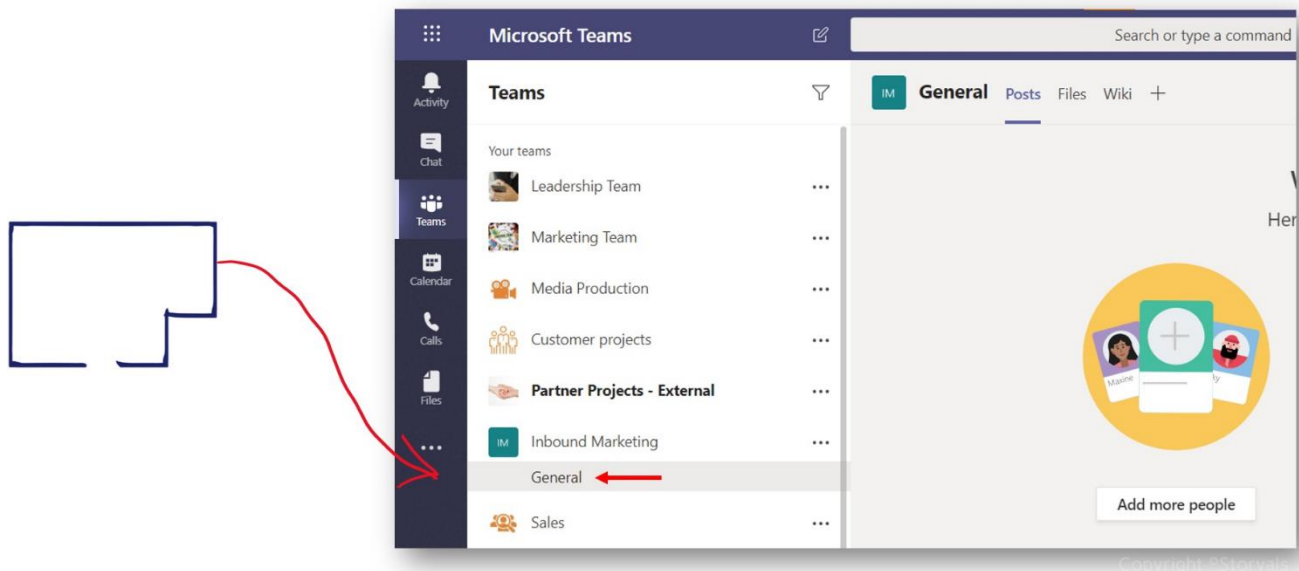 Microsoft Teams
Search or type a command
Activity
Chat
Teams
Calendar
Calls
Files
Teams
Your teams
Leadership Team
Marketing Team
Media Production
Customer projects
Partner Projects - External
IM Inbound Marketing
General
Sales
IM General Posts Files Wiki
Her
Maxine
Add more people
Copyright ©Storyals